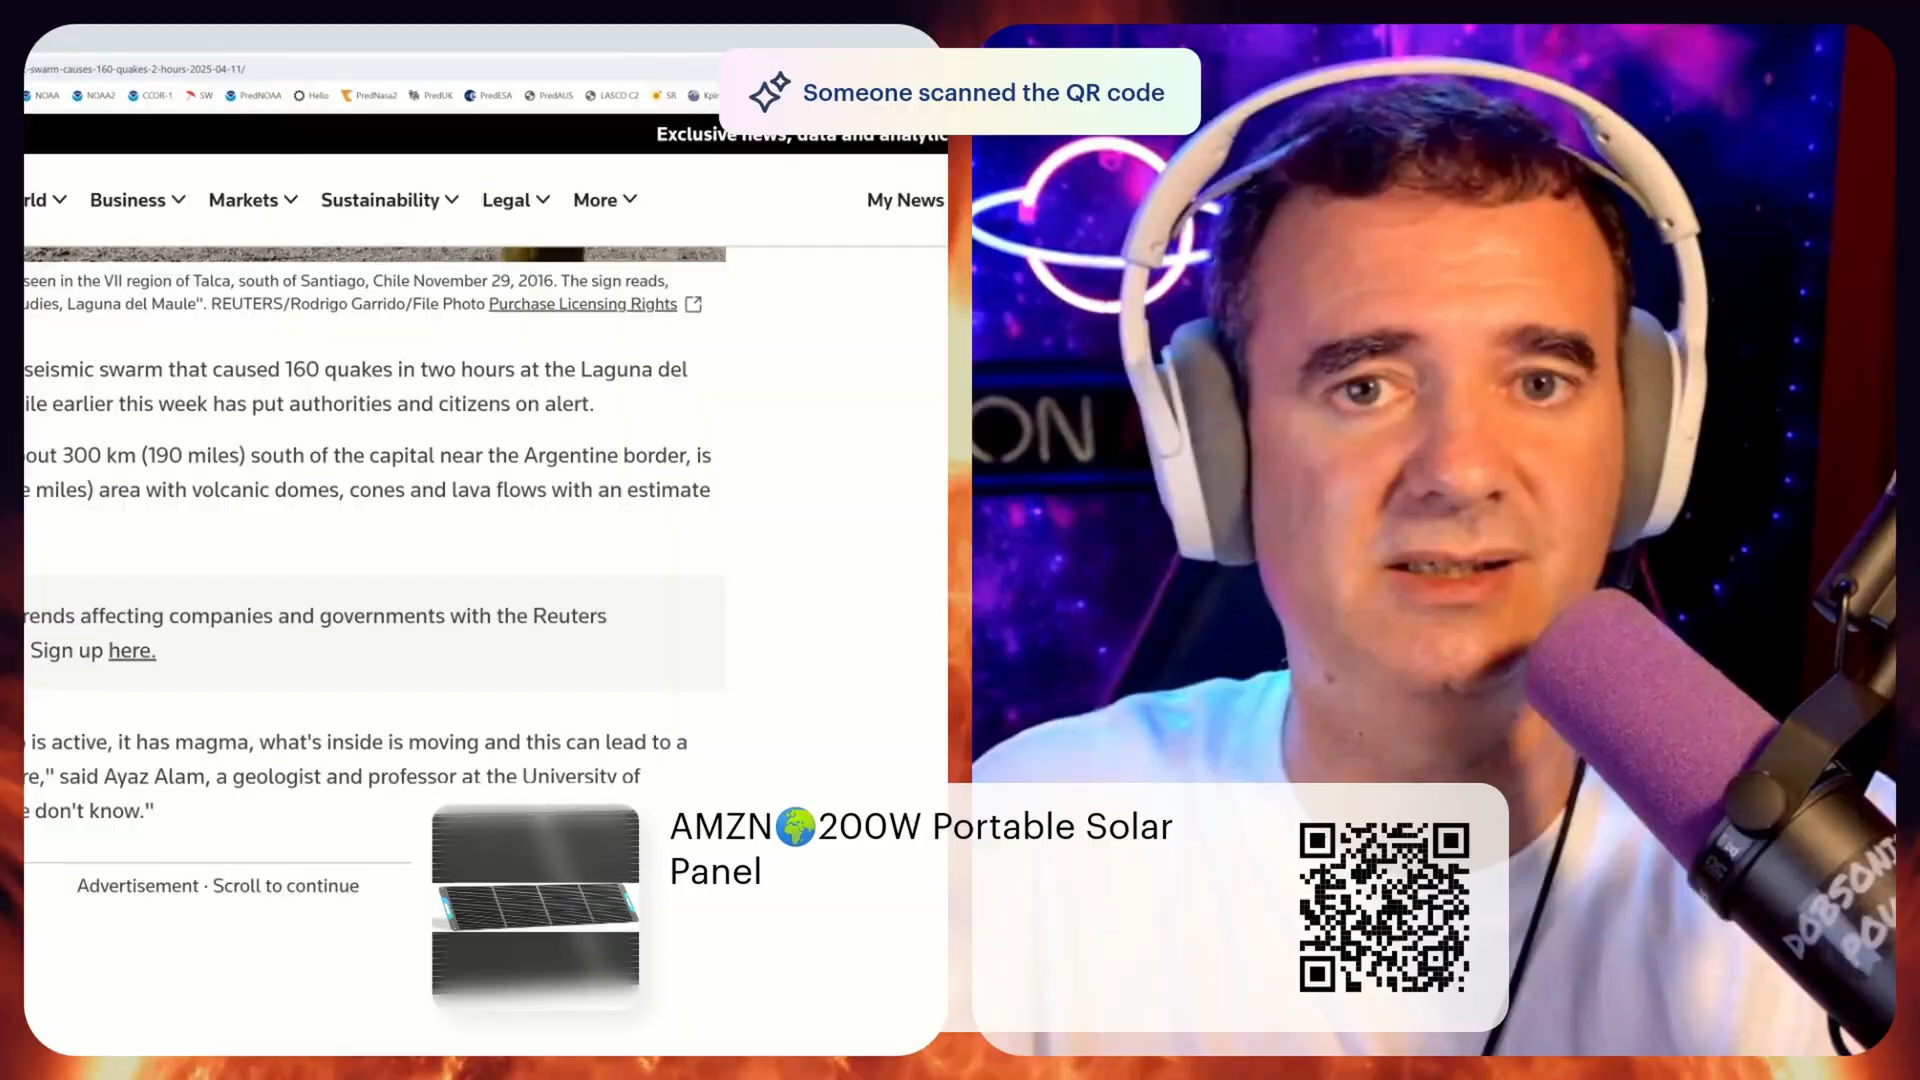 -swarm-causes-160-quakes-2-hours-2025-04-11/
NOAA NOAA2 CCOR-1 SW PredNOAA Helio PredNasa2 PredUK PredESA PredAUS LASCO C2 SR
Someone scanned the QR code
Exclusive news, data and analytic
rld Business Markets Sustainability Legal More My News
seen in the VII region of Talca, south of Santiago, Chile November 29, 2016. The sign reads,
udies, Laguna del Maule". REUTERS/Rodrigo Garrido/File Photo Purchase Licensing Rights
seismic swarm that caused 160 quakes in two hours at the Laguna del
ile earlier this week has put authorities and citizens on alert.
out 300 km (190 miles) south of the capital near the Argentine border, is
e miles) area with volcanic domes, cones and lava flows with an estimate
rends affecting companies and governments with the Reuters
Sign up here.
is active, it has magma, what's inside is moving and this can lead to a
re," said Ayaz Alam, a geologist and professor at the University of
e don't know."
Advertisement · Scroll to continue
AMZN🌍200W Portable Solar
Panel
ON
DOBSONI
POV